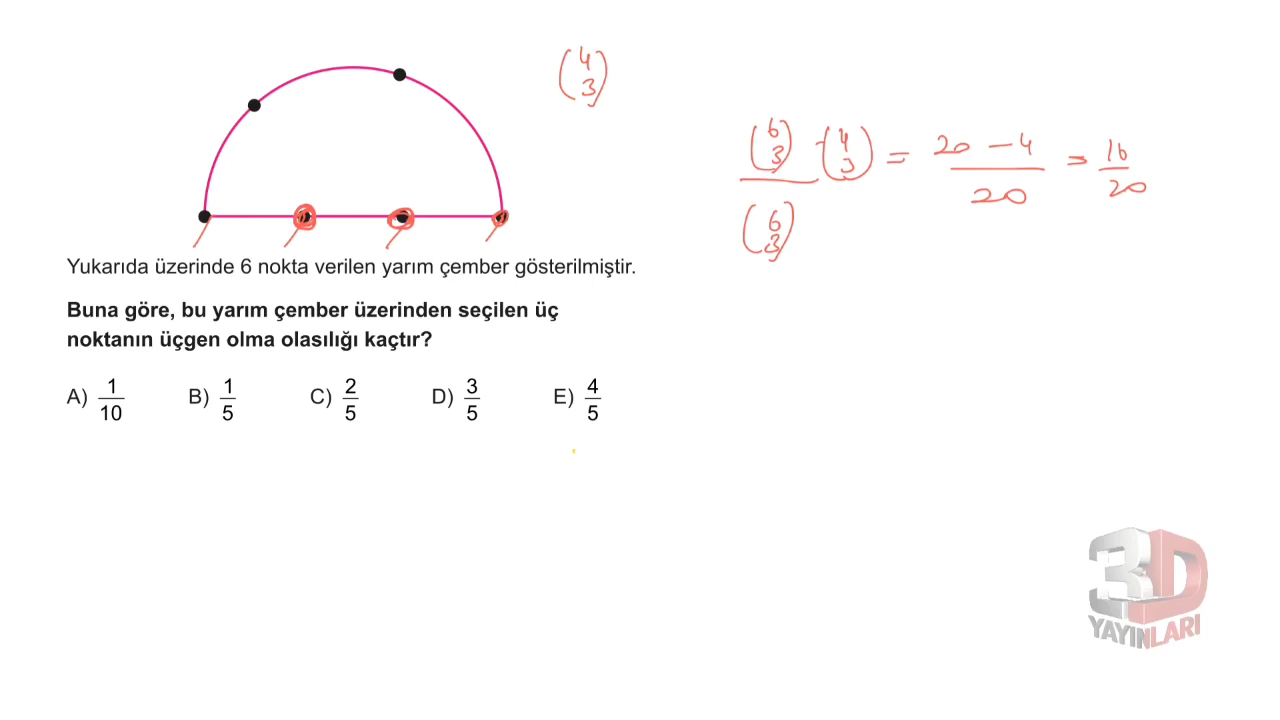 (4 3)
(6 3) - (4 3) / (6 3) = 20 - 4 / 20 = 16 / 20
Yukarıda üzerinde 6 nokta verilen yarım çember gösterilmiştir.
Buna göre, bu yarım çember üzerinden seçilen üç
noktanın üçgen olma olasılığı kaçtır?
A) 1/10 B) 1/5 C) 2/5 D) 3/5 E) 4/5
3D
YAYINLARI